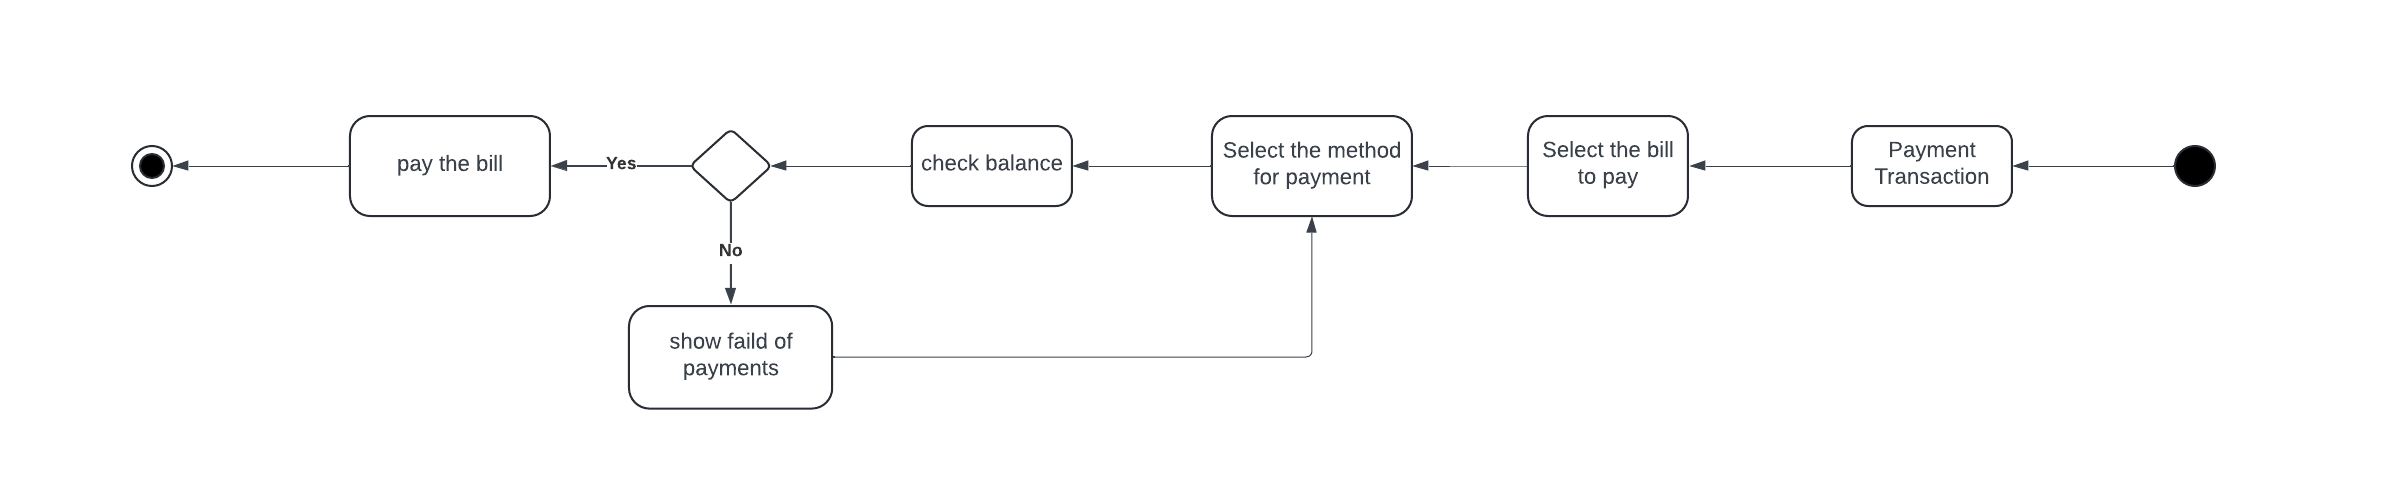 pay the bill
Yes
check balance
Select the method
for payment
Select the bill
to pay
Payment
Transaction
No
show faild of
payments